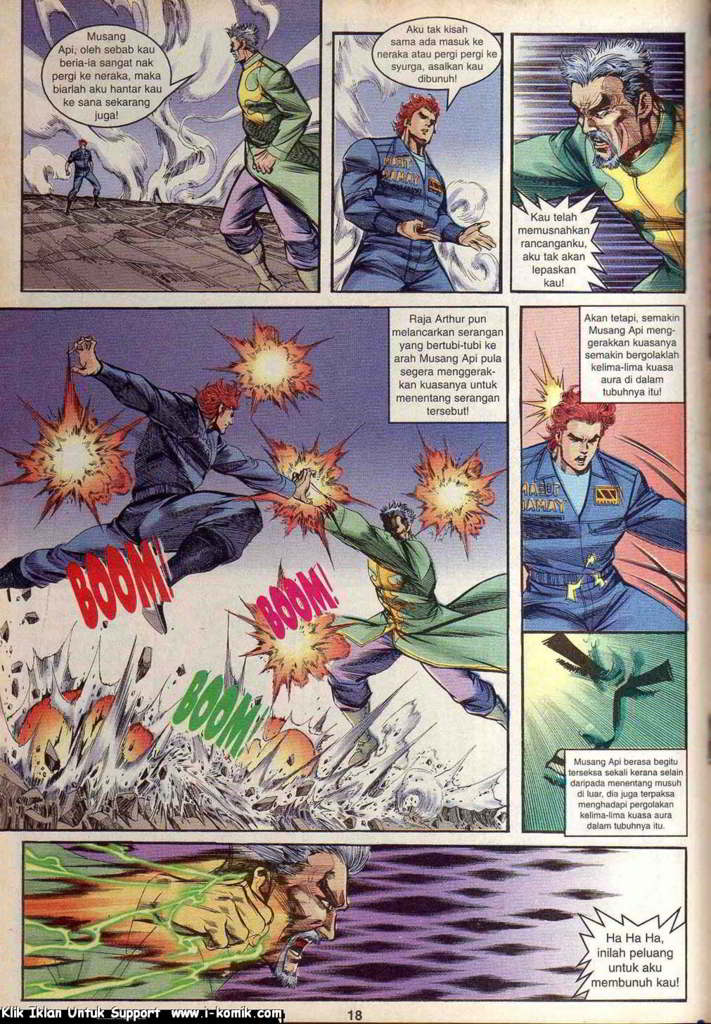 Musang
Api, oleh sebab kau
beria-ia sangat nak
pergi ke neraka, maka
biarlah aku hantar kau
ke sana sekarang
juga!
Aku tak kisah
sama ada masuk ke
neraka atau pergi pergi ke
syurga, asalkan kau
dibunuh!
Kau telah
memusnahkan
rancanganku,
aku tak akan
lepaskan
kau!
Raja Arthur pun
melancarkan serangan
yang bertubi-tubi ke
arah Musang Api pula
segera menggerak-
kan kuasanya untuk
menentang serangan
tersebut!
BOOM!
BOOM!
BOOM!
Akan tetapi, semakin
Musang Api meng-
gerakkan kuasanya
semakin bergolaklah
kelima-lima kuasa
aura di dalam
tubuhnya itu!
Musang Api berasa begitu
terseksa sekali kerana selain
daripada menentang musuh
di luar, dia juga terpaksa
menghadapi pergolakan
kelima-lima kuasa aura
dalam tubuhnya itu.
Ha Ha Ha,
inilah peluang
untuk aku
membunuh kau!
Klik Iklan Untuk Support www.i-komik.com
18